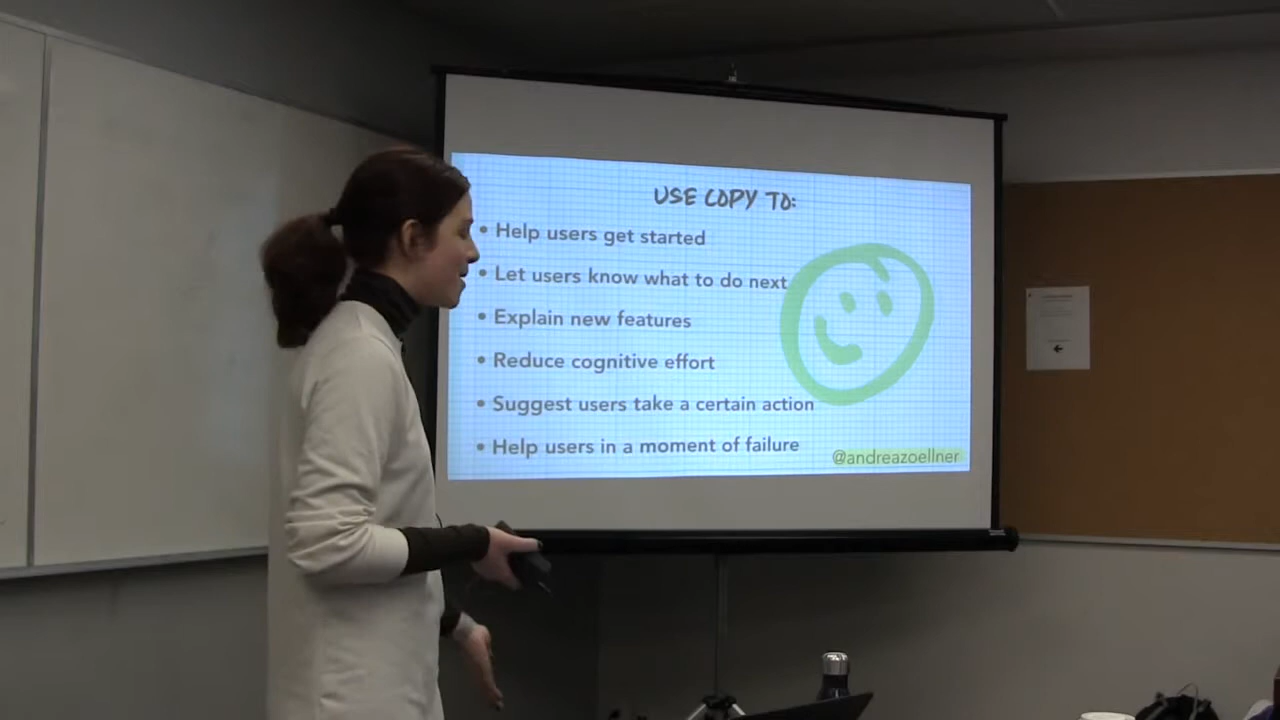 USE COPY TO:
• Help users get started
• Let users know what to do next
• Explain new features
• Reduce cognitive effort
• Suggest users take a certain action
• Help users in a moment of failure
@andreazoellner